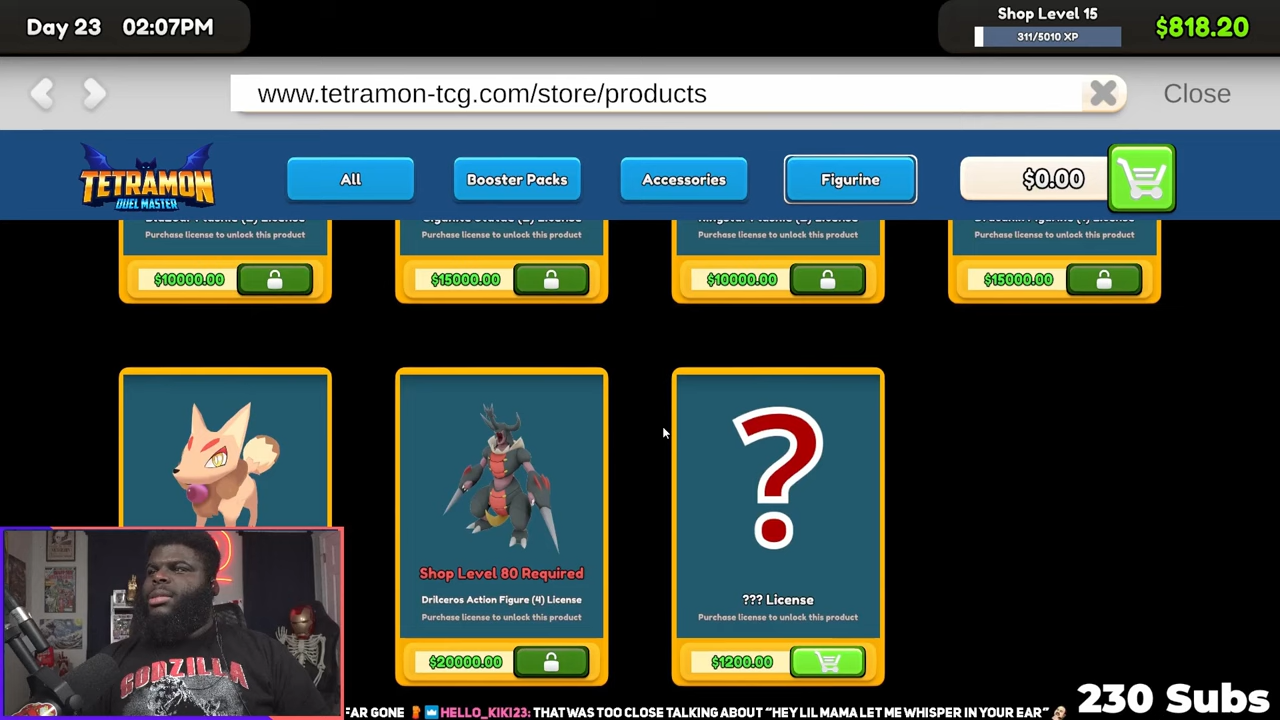 Day 23 02:07PM
Shop Level 15
311/5010 XP
$818.20
www.tetramon-tcg.com/store/products
Close
TETRAMON
DUEL MASTER
All
Booster Packs
Accessories
Figurine
$0.00
Purchase license to unlock this product
Purchase license to unlock this product
Purchase license to unlock this product
Purchase license to unlock this product
$10000.00
$15000.00
$10000.00
$15000.00
?
Shop Level 80 Required
Drilceros Action Figure (4) License
Purchase license to unlock this product
$20000.00
??? License
Purchase license to unlock this product
$1200.00
GODZILLA
230 Subs
FAR GONE HELLO_KIKI23: THAT WAS TOO CLOSE TALKING ABOUT "HEY LIL MAMA LET ME WHISPER IN YOUR EAR"